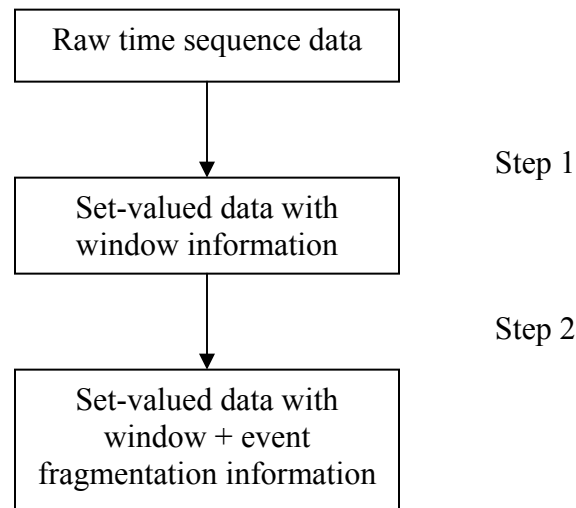 Raw time sequence data
Step 1
Set-valued data with
window information
Step 2
Set-valued data with
window + event
fragmentation information